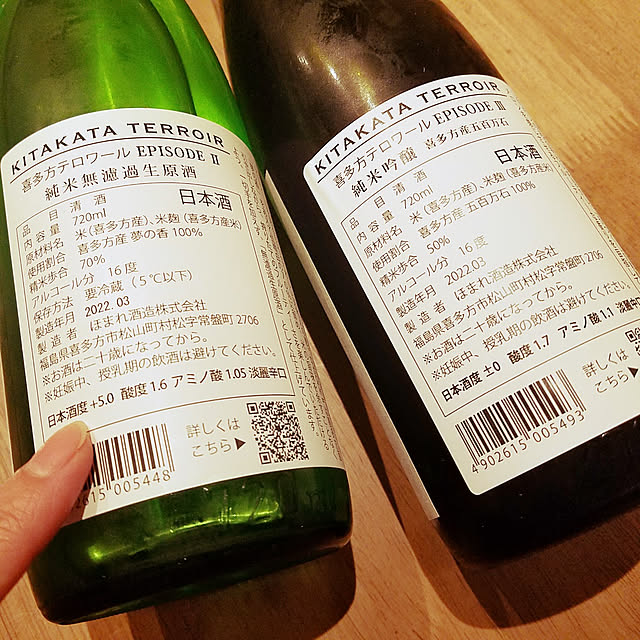 KITAKATA TERROIR
喜多方テロワール EPISODE Ⅱ
純米無濾過生原酒
日本酒
品目 清酒
内容量 720ml
原材料名 米(喜多方産)、米麹(喜多方産米)
使用割合 喜多方産 夢の香 100%
精米歩合 70%
アルコール分 16度
保存方法 要冷蔵(5℃以下)
製造年月 2022.03
製造者 ほまれ酒造株式会社
福島県喜多方市松山町村松字常盤町2706
※お酒は二十歳になってから。
※妊娠中、授乳期の飲酒は避けてください。
日本酒度 +5.0 酸度 1.6 アミノ酸 1.05 淡麗辛口
詳しくは
こちら▶
2615 005448
KITAKATA TERROIR
喜多方テロワール EPISODE Ⅲ
純米吟醸 喜多方産五百万石
日本酒
品目 清酒
内容量 720ml
原材料名 米(喜多方産)、米麹(喜多方産米)
使用割合 喜多方産 五百万石 100%
精米歩合 50%
アルコール分 16度
製造年月 2022.03
製造者 ほまれ酒造株式会社
福島県喜多方市松山町村松字常盤町2706
※お酒は二十歳になってから。
※妊娠中、授乳期の飲酒は避けてください。
日本酒度 ±0 酸度 1.7 アミノ酸 1.1 淡麗
詳しくは
こちら▶
4902615 005493